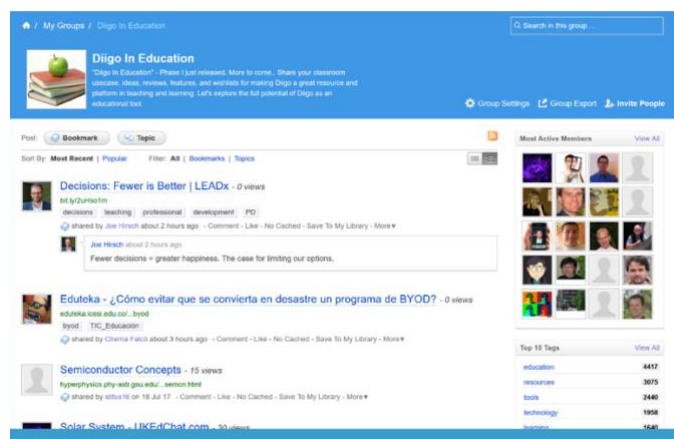 / My Groups / Diigo In Education
Search in this group ...
Diigo In Education
"Diigo In Education" - Phase I just released. More to come.. Share your classroom
usecase, ideas, reviews, features, and wishlists for making Diigo a great resource and
platform in teaching and learning. Let's explore the full potential of Diigo as an
educational tool.
Group Settings Group Export Invite People
Post: Bookmark Topic
Sort By: Most Recent | Popular Filter: All | Bookmarks | Topics
Decisions: Fewer is Better | LEADx - 0 views
bit.ly/2uHso1m
decisions teaching professional development PD
shared by Joe Hirsch about 2 hours ago - Comment - Like - No Cached - Save To My Library - More▾
Joe Hirsch about 2 hours ago
Fewer decisions = greater happiness. The case for limiting our options.
Eduteka - ¿Cómo evitar que se convierta en desastre un programa de BYOD? - 0 views
eduteka.icesi.edu.co/...byod
byod TIC_Educación
shared by Chema Falcó about 3 hours ago - Comment - Like - No Cached - Save To My Library - More▾
Semiconductor Concepts - 15 views
hyperphysics.phy-astr.gsu.edu/...semcn.html
shared by stitus16 on 18 Jul 17 - Comment - Like - No Cached - Save To My Library - More▾
Solar System - UKEdChat.com - 30 views
Most Active Members View All
Top 10 Tags View All
education 4417
resources 3075
tools 2440
technology 1958
learning 1640